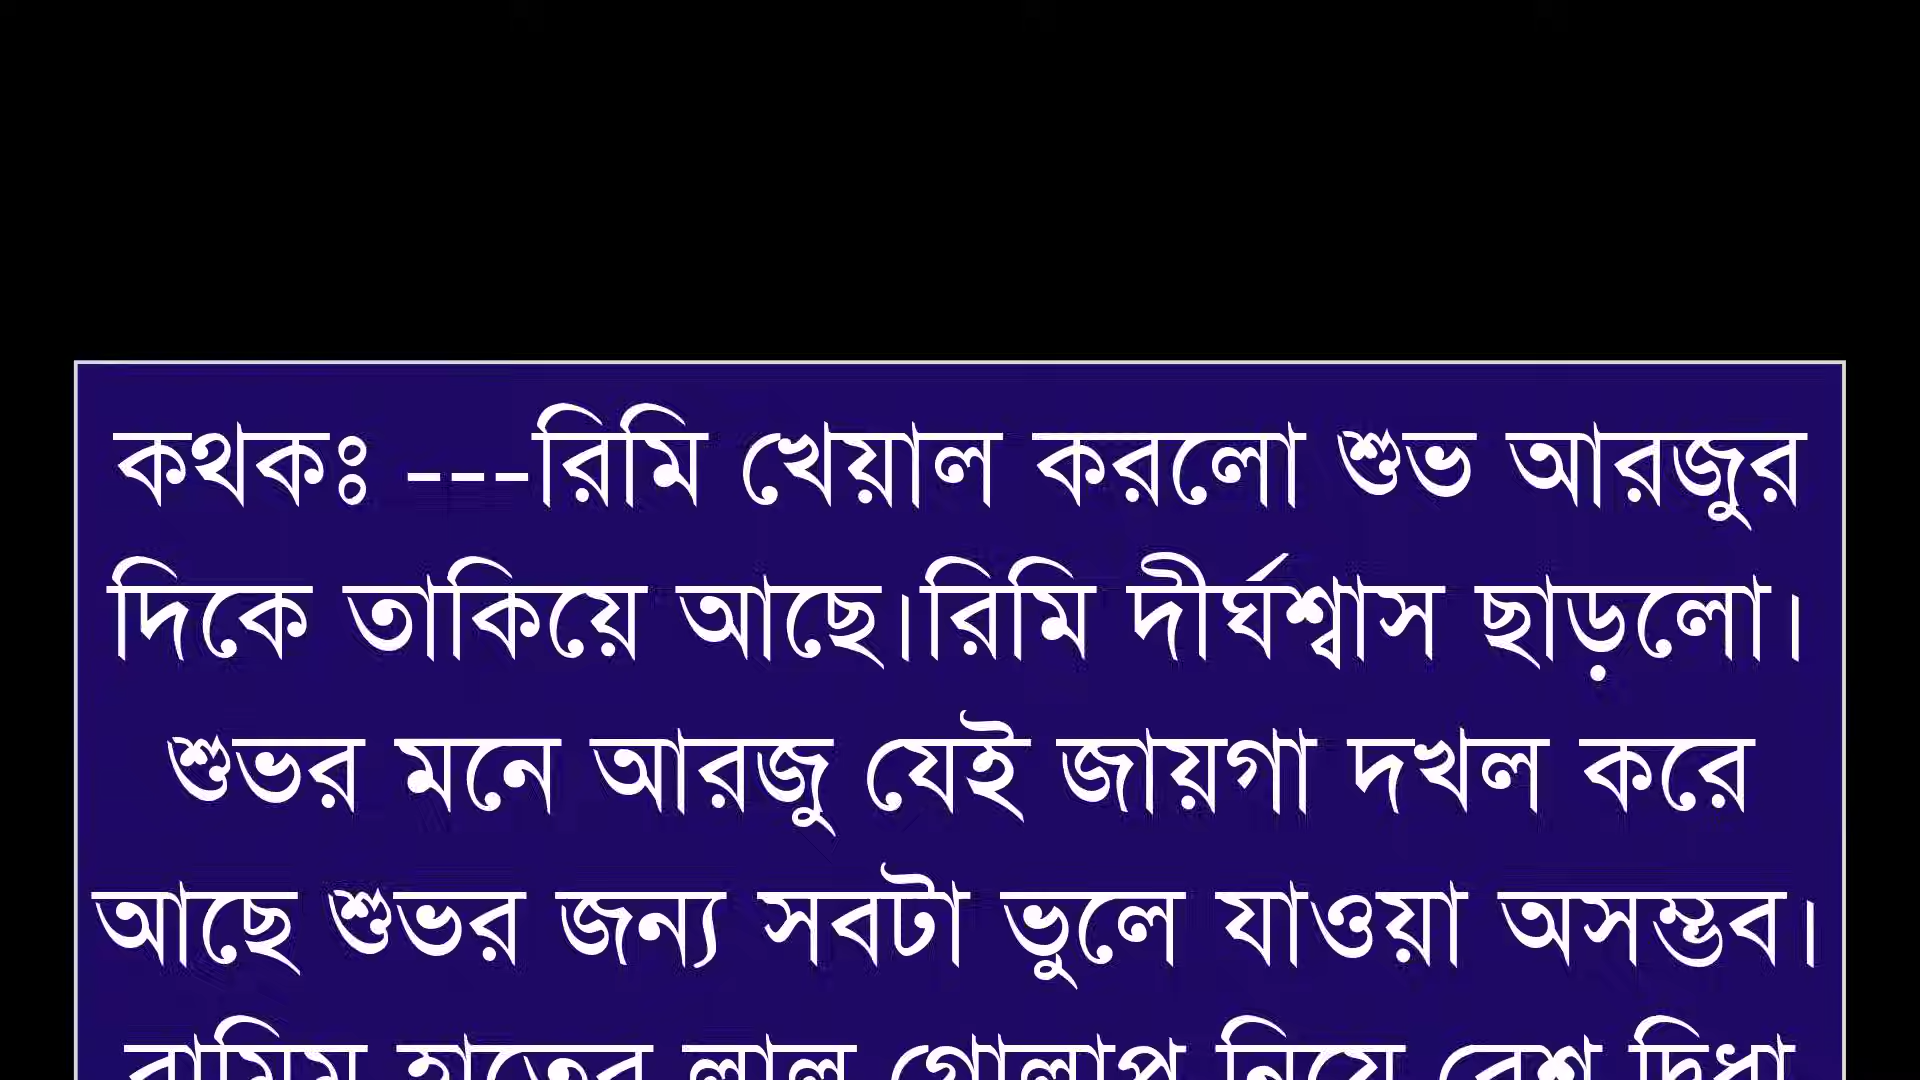 কথকঃ ---রিমি খেয়াল করলো শুভ আরজুর
দিকে তাকিয়ে আছে।রিমি দীর্ঘশ্বাস ছাড়লো।
শুভর মনে আরজু যেই জায়গা দখল করে
আছে শুভর জন্য সবটা ভুলে যাওয়া অসম্ভব।
হাতের লাল গোলাপ নিয়ে বেশ দ্বিধা